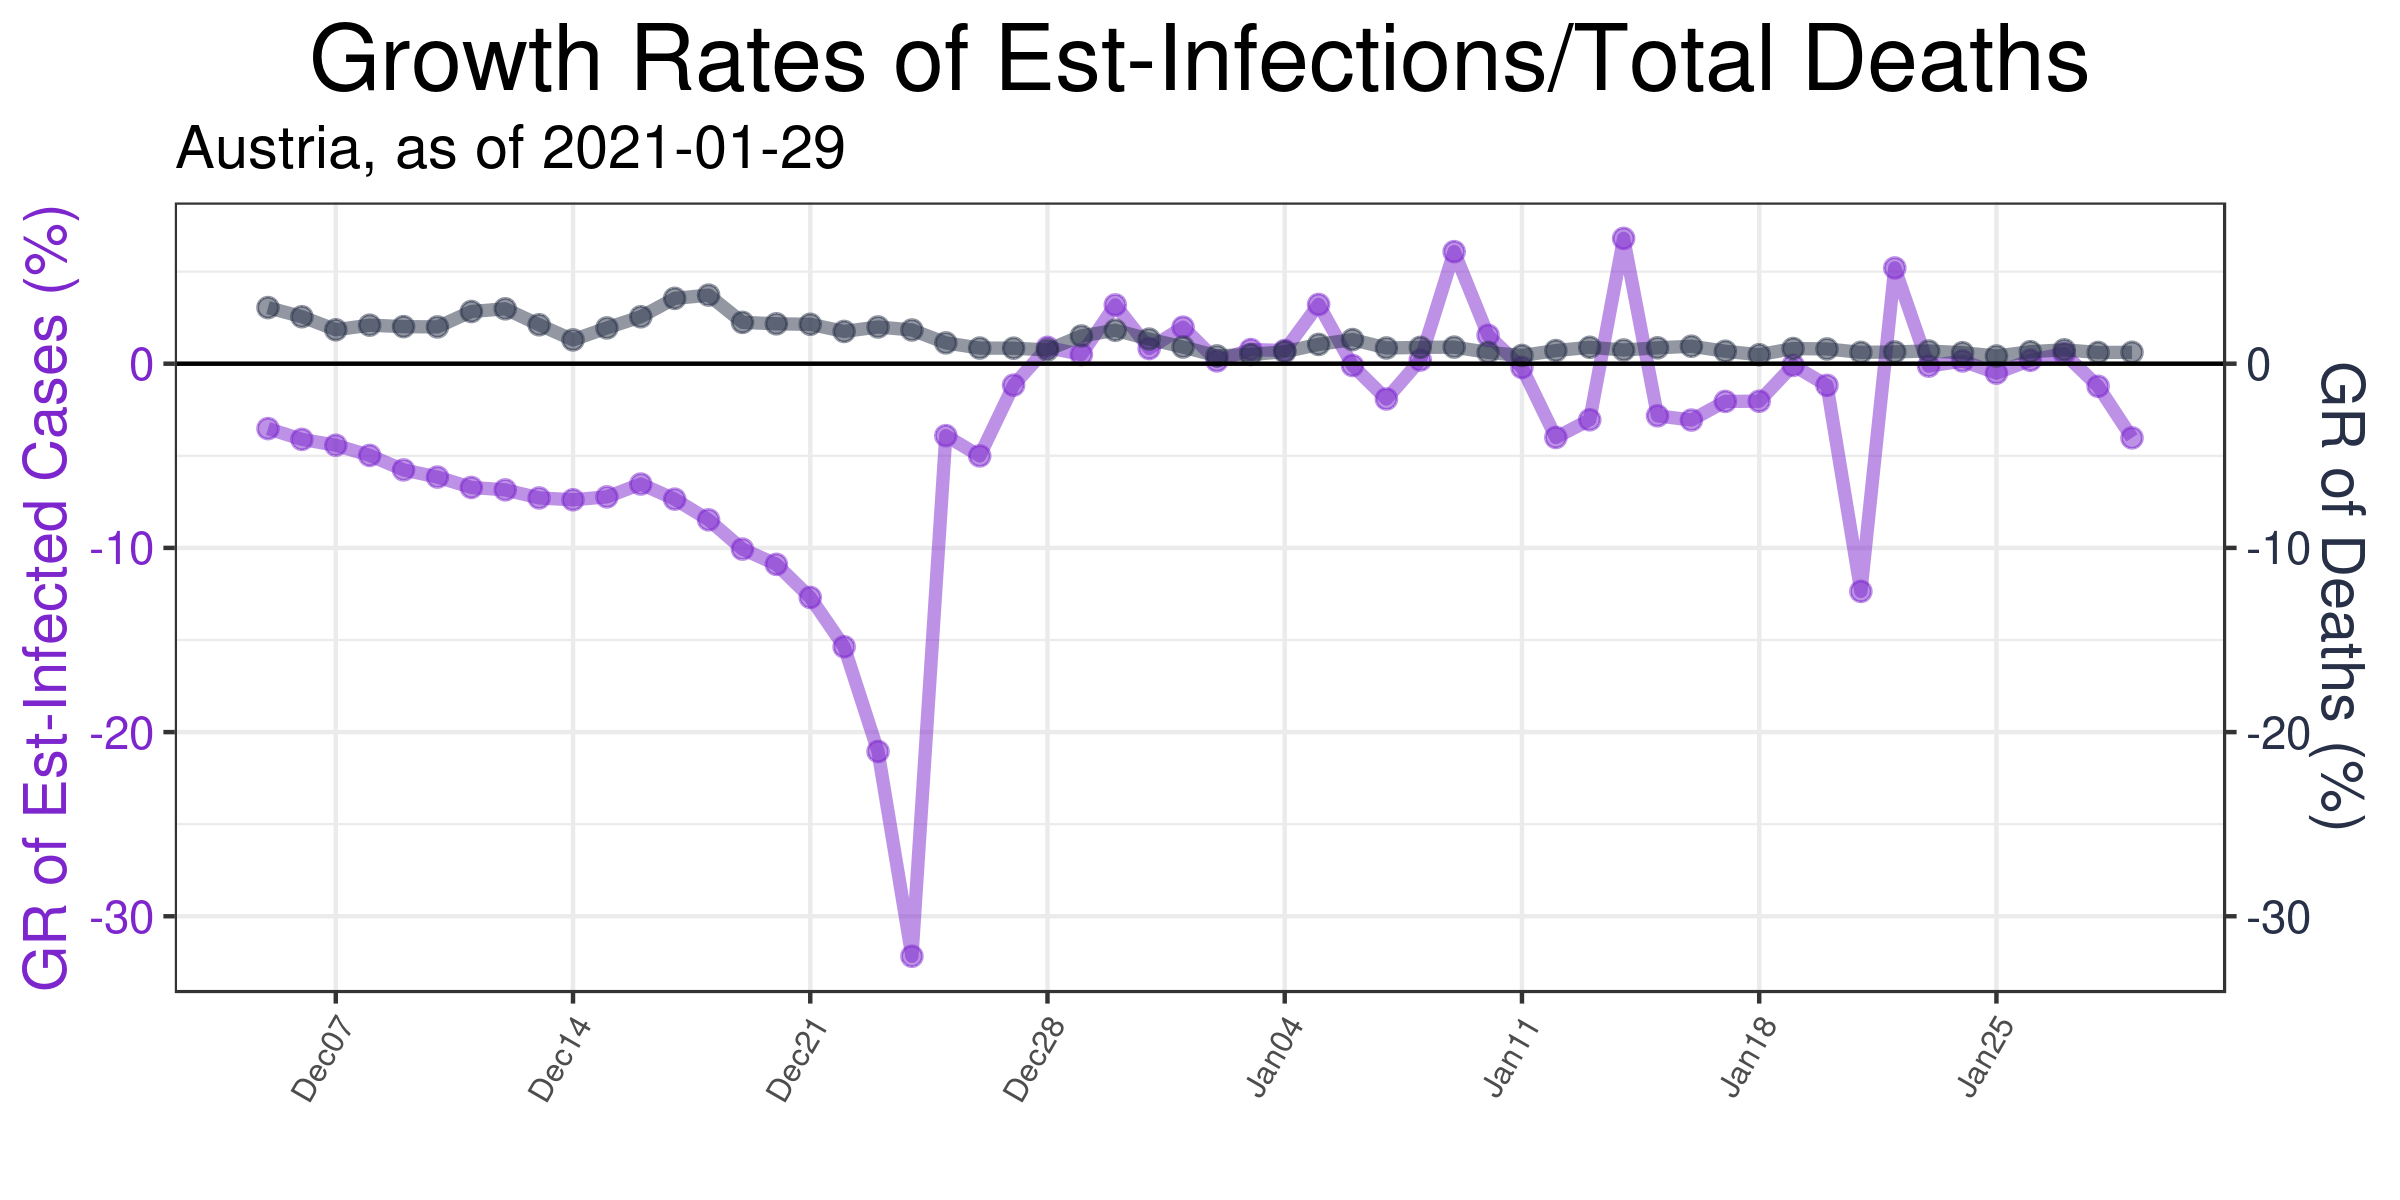 Growth Rates of Est-Infections/Total Deaths
Austria, as of 2021-01-29
GR of Est-Infected Cases (%)
0
-10
-20
-30
0
-10
-20
-30
GR of Deaths (%)
Dec07
Dec14
Dec21
Dec28
Jan04
Jan11
Jan18
Jan25